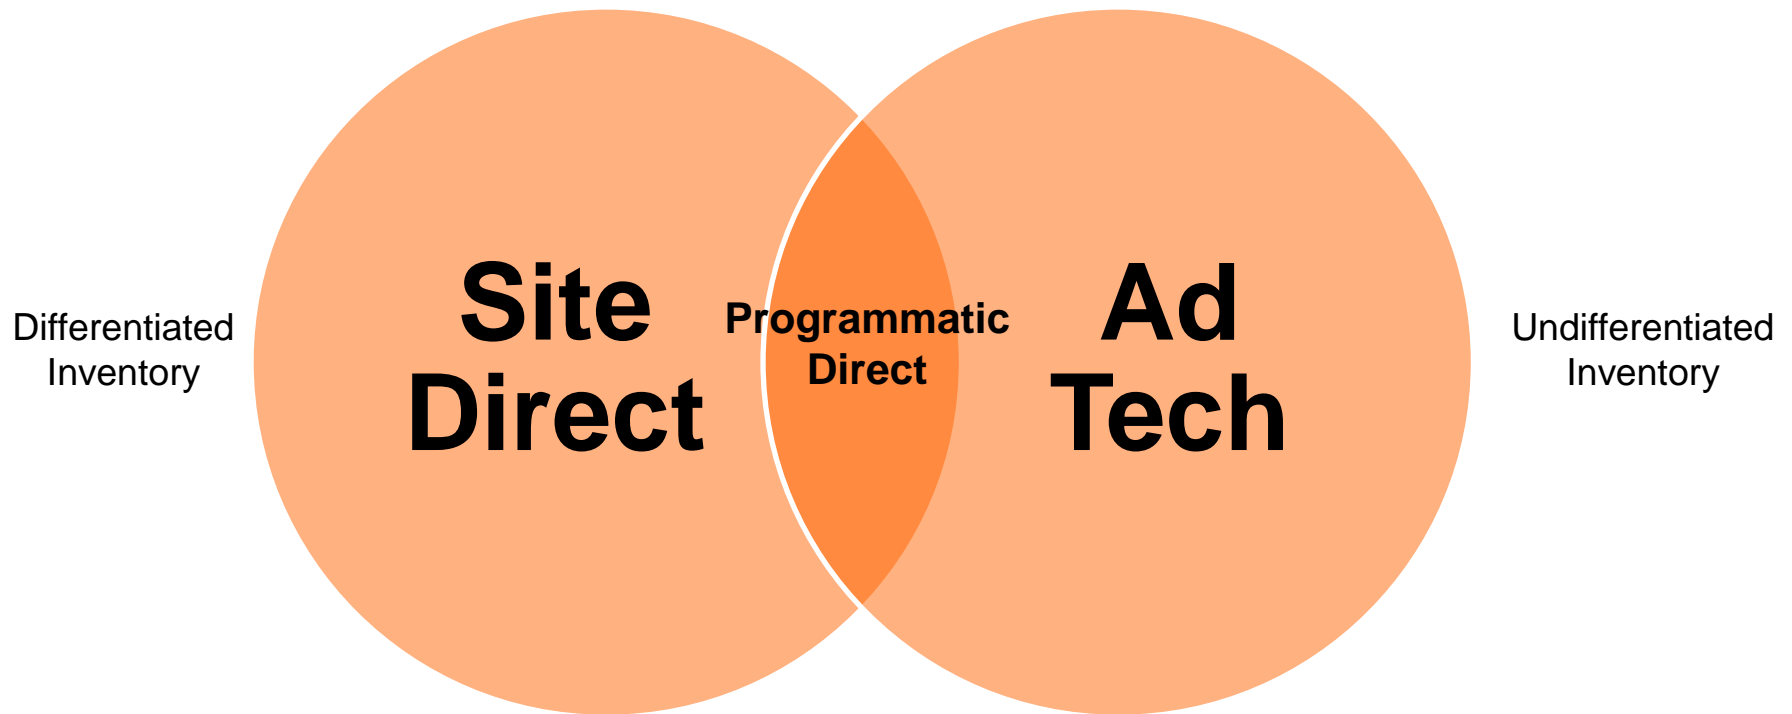 Differentiated
Inventory
Site
Direct
Programmatic
Direct
Ad
Tech
Undifferentiated
Inventory